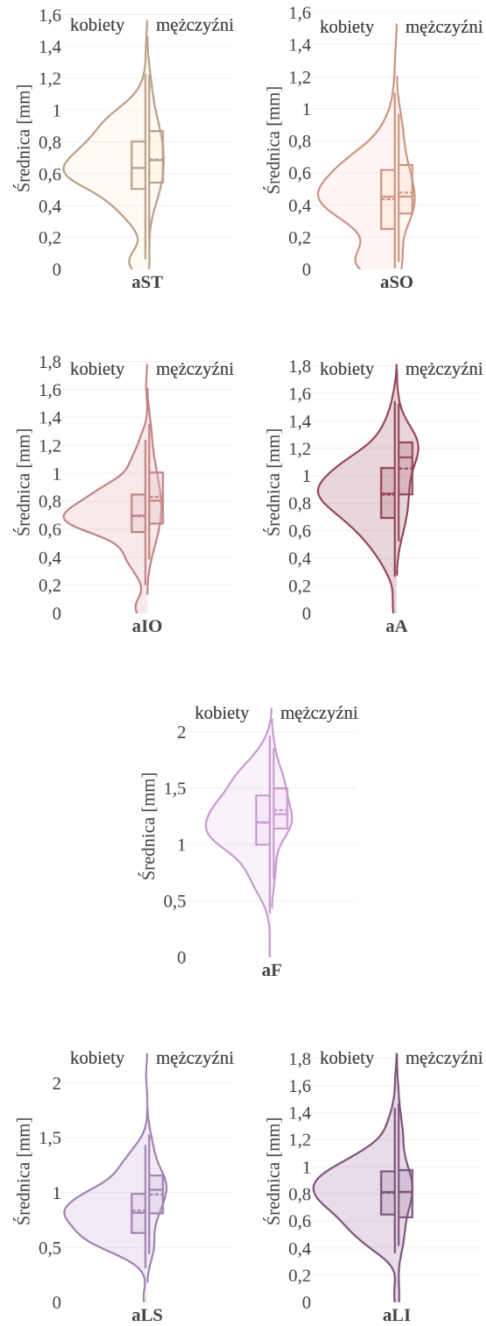 kobiety mężczyźni
Średnica [mm]
1,6
1,4
1,2
1
0,8
0,6
0,4
0,2
0
aST
kobiety mężczyźni
Średnica [mm]
1,6
1,4
1,2
1
0,8
0,6
0,4
0,2
0
aSO
kobiety mężczyźni
Średnica [mm]
1,8
1,6
1,4
1,2
1
0,8
0,6
0,4
0,2
0
aIO
kobiety mężczyźni
Średnica [mm]
1,8
1,6
1,4
1,2
1
0,8
0,6
0,4
0,2
0
aA
kobiety mężczyźni
Średnica [mm]
2
1,5
1
0,5
0
aF
kobiety mężczyźni
Średnica [mm]
2
1,5
1
0,5
0
aLS
kobiety mężczyźni
Średnica [mm]
1,8
1,6
1,4
1,2
1
0,8
0,6
0,4
0,2
0
aLI